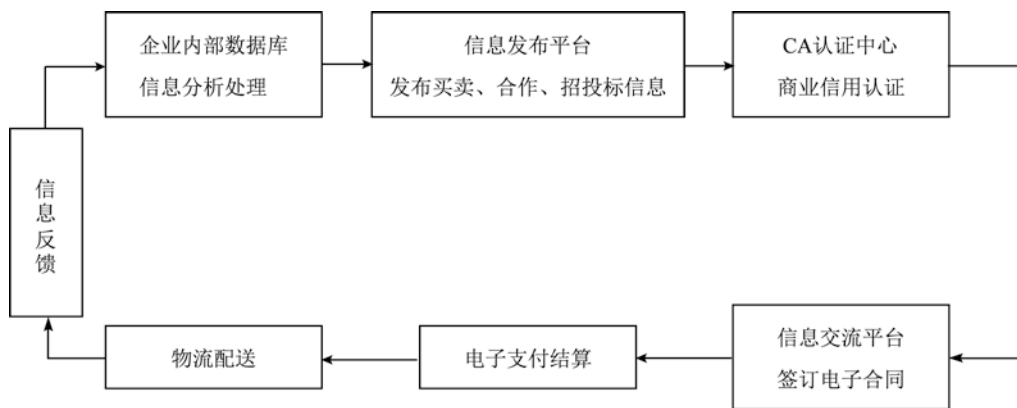 企业内部数据库
信息分析处理
信息发布平台
发布买卖、合作、招投标信息
CA认证中心
商业信用认证
信息反馈
物流配送
电子支付结算
信息交流平台
签订电子合同